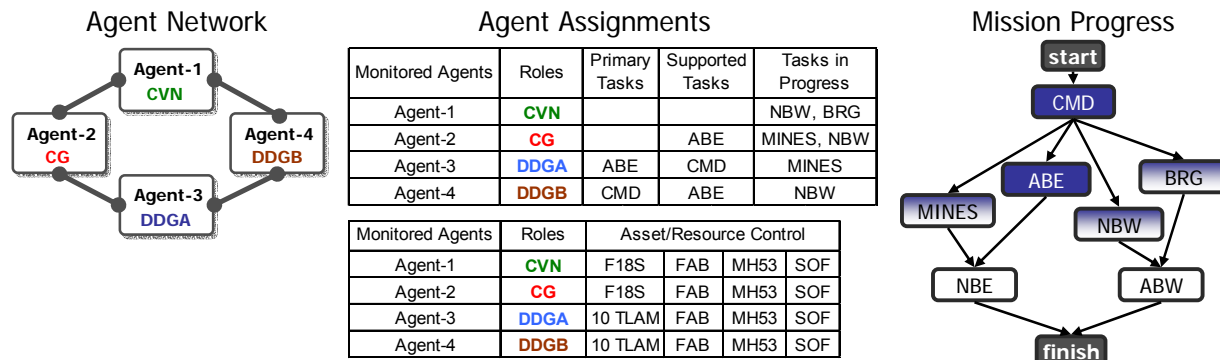 Agent Network
Agent-1
CVN
Agent-2
CG
Agent-4
DDGB
Agent-3
DDGA
Agent Assignments
Monitored Agents Roles Primary Tasks Supported Tasks Tasks in Progress
Agent-1 CVN NBW, BRG
Agent-2 CG ABE MINES, NBW
Agent-3 DDGA ABE CMD MINES
Agent-4 DDGB CMD ABE NBW
Monitored Agents Roles Asset/Resource Control
Agent-1 CVN F18S FAB MH53 SOF
Agent-2 CG F18S FAB MH53 SOF
Agent-3 DDGA 10 TLAM FAB MH53 SOF
Agent-4 DDGB 10 TLAM FAB MH53 SOF
Mission Progress
start
CMD
ABE
BRG
MINES
NBW
NBE
ABW
finish